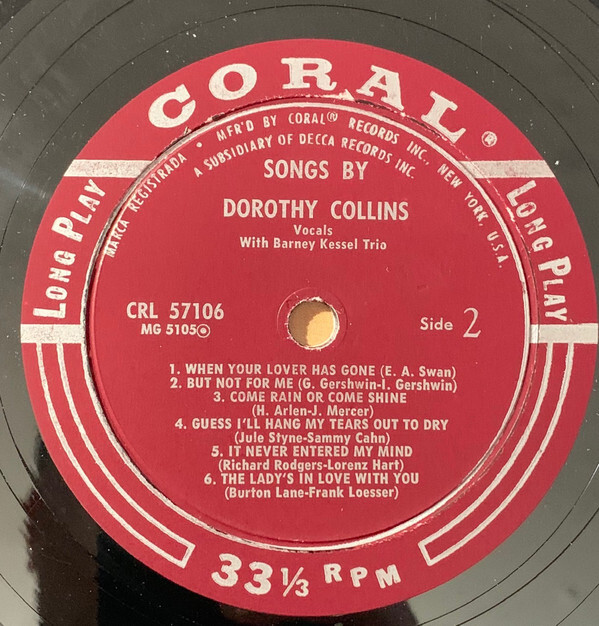 CORAL®
MARCA REGISTRADA • MFR'D BY CORAL® RECORDS INC., NEW YORK, U.S.A.
A SUBSIDIARY OF DECCA RECORDS INC.
SONGS BY
DOROTHY COLLINS
Vocals
With Barney Kessel Trio
LONG PLAY
LONG PLAY
CRL 57106
MG 5105
Side 2
1. WHEN YOUR LOVER HAS GONE (E. A. Swan)
2. BUT NOT FOR ME (G. Gershwin-I. Gershwin)
3. COME RAIN OR COME SHINE
(H. Arlen-J. Mercer)
4. GUESS I'LL HANG MY TEARS OUT TO DRY
(Jule Styne-Sammy Cahn)
5. IT NEVER ENTERED MY MIND
(Richard Rodgers-Lorenz Hart)
6. THE LADY'S IN LOVE WITH YOU
(Burton Lane-Frank Loesser)
33 1/3 RPM